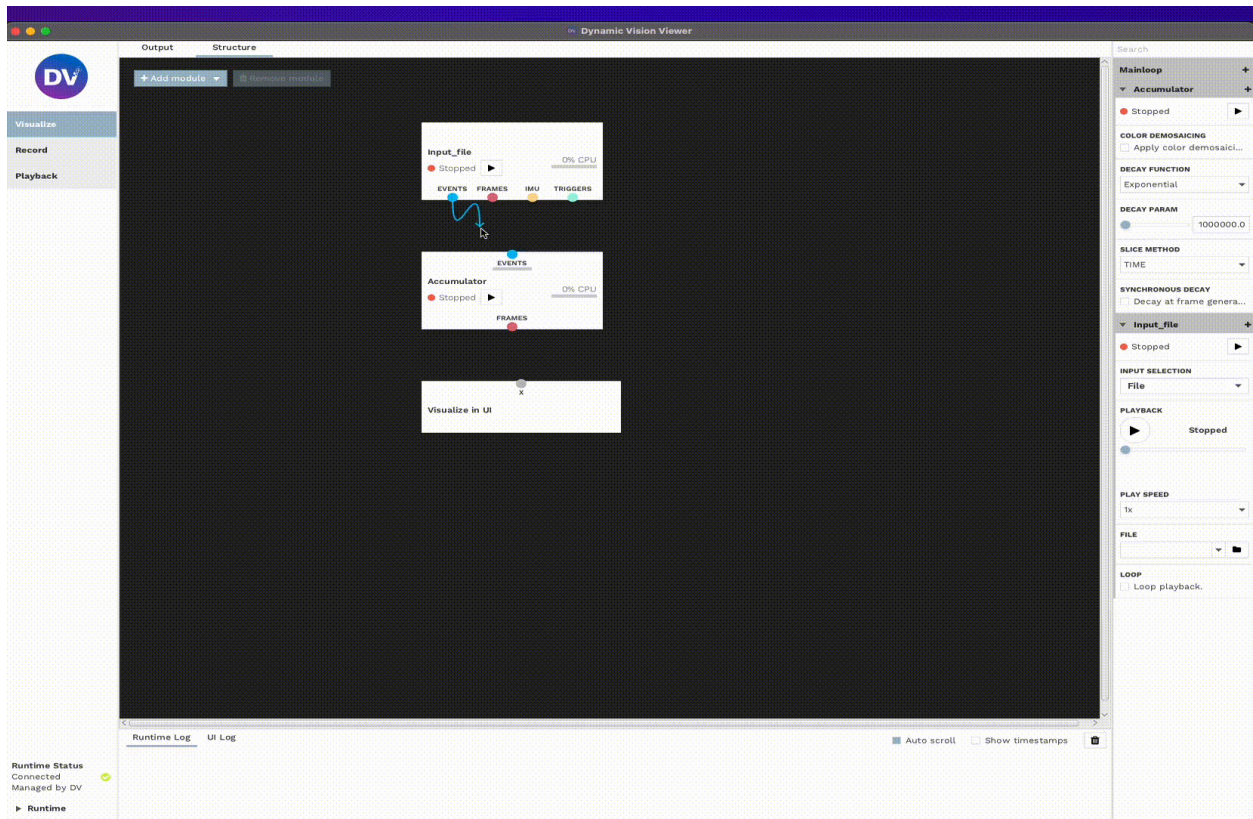 Dynamic Vision Viewer
DV
Visualize
Record
Playback
Output Structure
Add module Remove module
Input_file
Stopped
0% CPU
EVENTS FRAMES IMU TRIGGERS
EVENTS
Accumulator
Stopped
0% CPU
FRAMES
X
Visualize in UI
Search
Mainloop +
Accumulator +
Stopped
COLOR DEMOSAICING
Apply color demosaici...
DECAY FUNCTION
Exponential
DECAY PARAM
1000000.0
SLICE METHOD
TIME
SYNCHRONOUS DECAY
Decay at frame genera...
Input_file +
Stopped
INPUT SELECTION
File
PLAYBACK
Stopped
PLAY SPEED
1x
FILE
LOOP
Loop playback.
Runtime Log UI Log
Auto scroll Show timestamps
Runtime Status
Connected
Managed by DV
Runtime